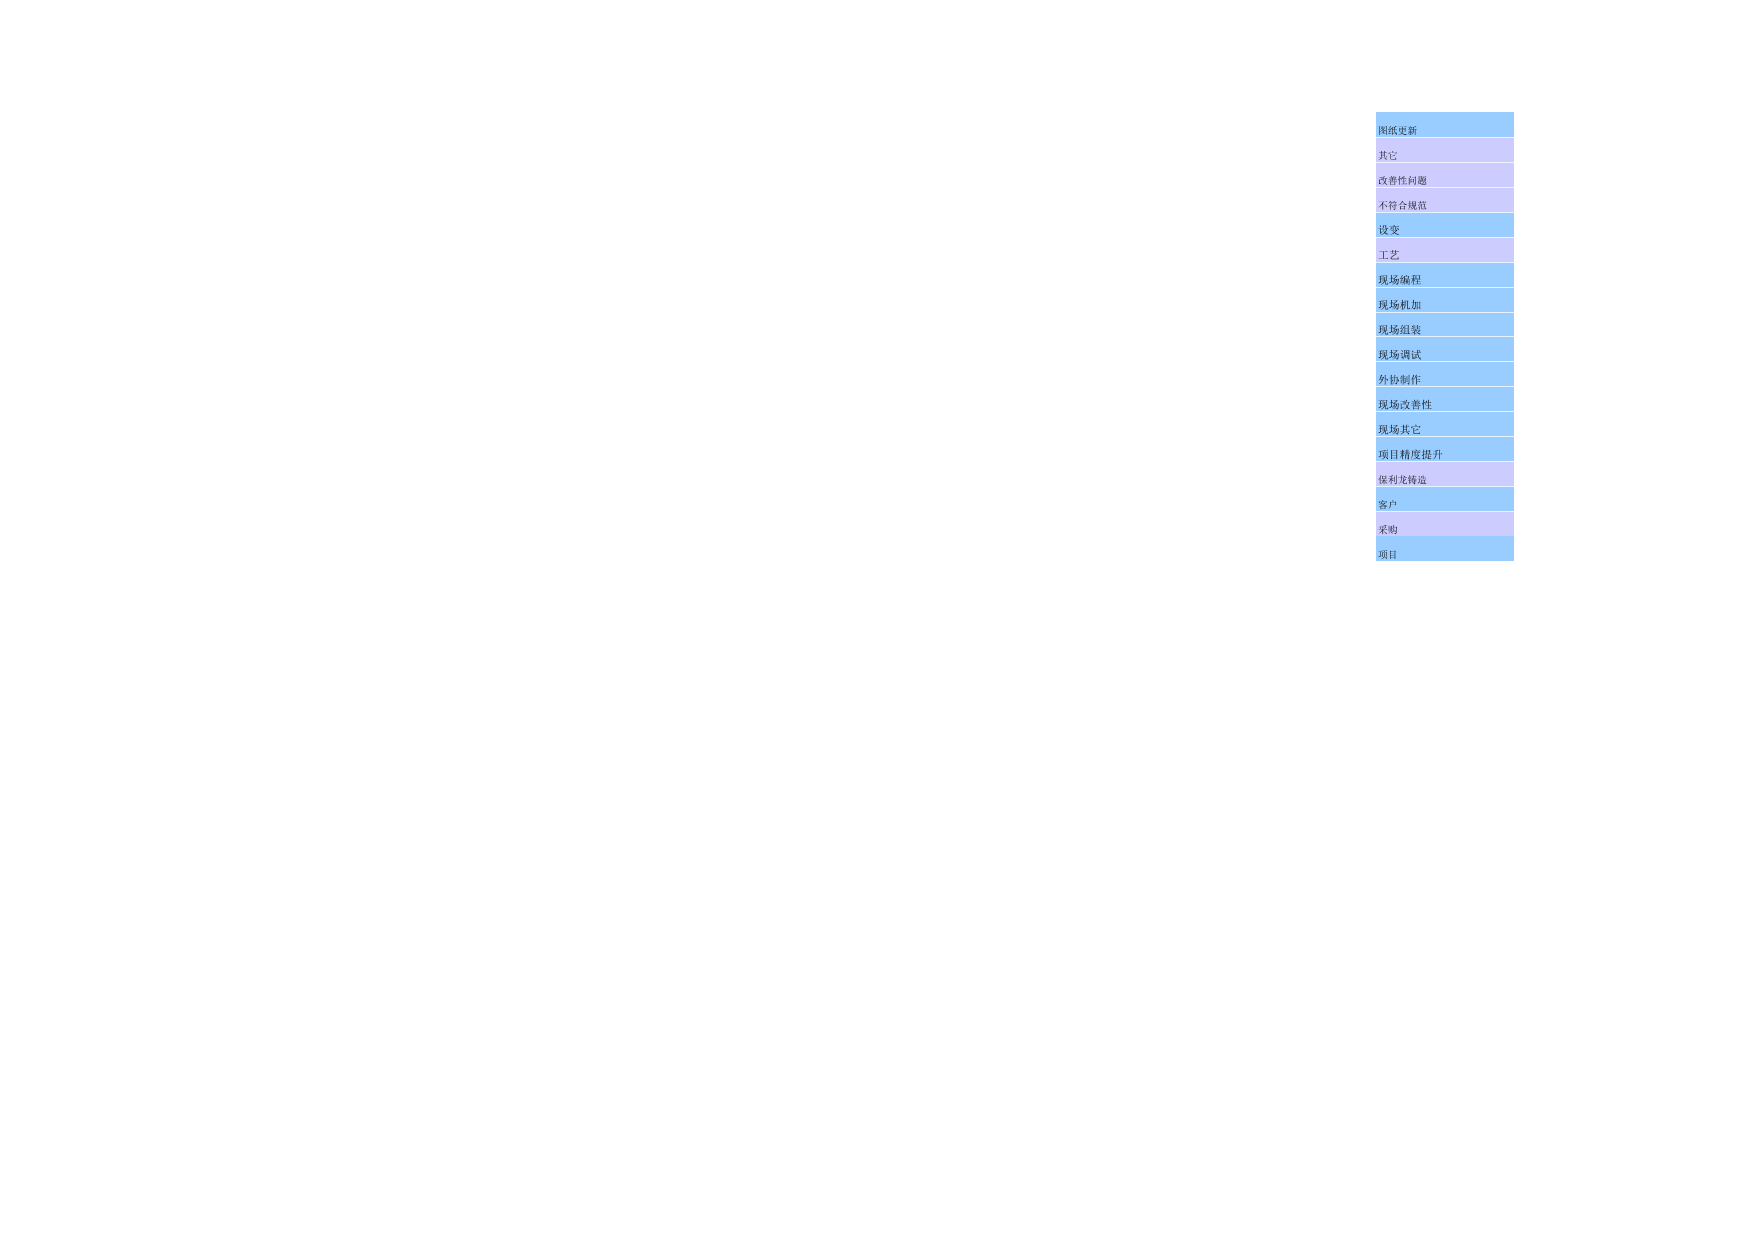 图纸更新
其它
改善性问题
不符合规范
设变
工艺
现场编程
现场机加
现场组装
现场调试
外协制作
现场改善性
现场其它
项目精度提升
保利龙铸造
客户
采购
项目